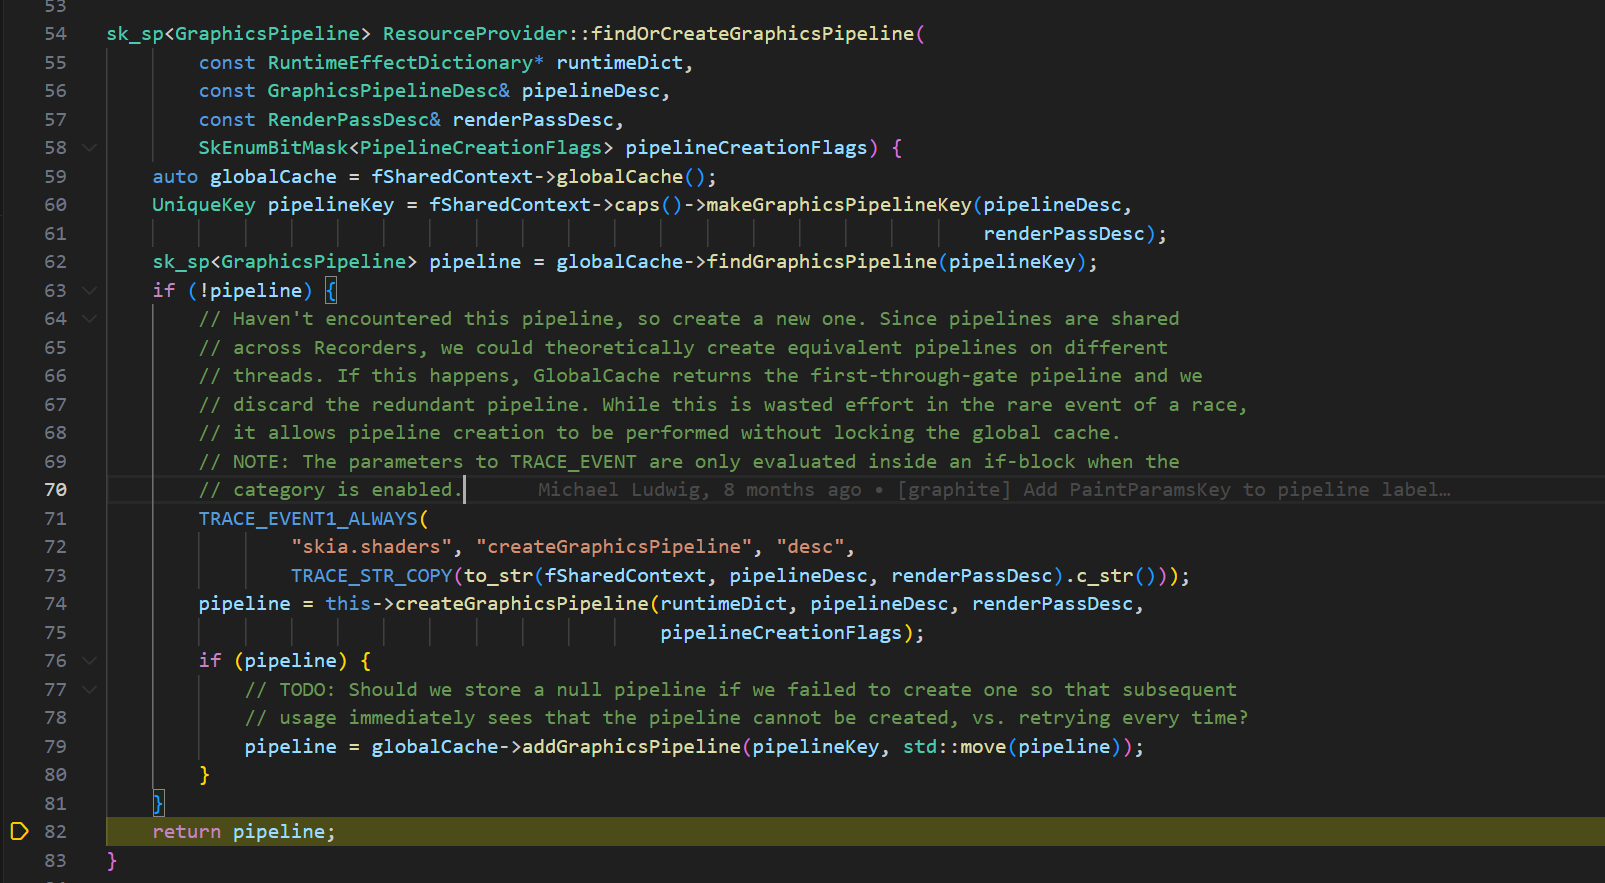 53
54 sk_sp<GraphicsPipeline> ResourceProvider::findOrCreateGraphicsPipeline(
55 const RuntimeEffectDictionary* runtimeDict,
56 const GraphicsPipelineDesc& pipelineDesc,
57 const RenderPassDesc& renderPassDesc,
58 SkEnumBitMask<PipelineCreationFlags> pipelineCreationFlags) {
59 auto globalCache = fSharedContext->globalCache();
60 UniqueKey pipelineKey = fSharedContext->caps()->makeGraphicsPipelineKey(pipelineDesc,
61 renderPassDesc);
62 sk_sp<GraphicsPipeline> pipeline = globalCache->findGraphicsPipeline(pipelineKey);
63 if (!pipeline) {
64 // Haven't encountered this pipeline, so create a new one. Since pipelines are shared
65 // across Recorders, we could theoretically create equivalent pipelines on different
66 // threads. If this happens, GlobalCache returns the first-through-gate pipeline and we
67 // discard the redundant pipeline. While this is wasted effort in the rare event of a race,
68 // it allows pipeline creation to be performed without locking the global cache.
69 // NOTE: The parameters to TRACE_EVENT are only evaluated inside an if-block when the
70 // category is enabled. Michael Ludwig, 8 months ago • [graphite] Add PaintParamsKey to pipeline label…
71 TRACE_EVENT1_ALWAYS(
72 "skia.shaders", "createGraphicsPipeline", "desc",
73 TRACE_STR_COPY(to_str(fSharedContext, pipelineDesc, renderPassDesc).c_str()));
74 pipeline = this->createGraphicsPipeline(runtimeDict, pipelineDesc, renderPassDesc,
75 pipelineCreationFlags);
76 if (pipeline) {
77 // TODO: Should we store a null pipeline if we failed to create one so that subsequent
78 // usage immediately sees that the pipeline cannot be created, vs. retrying every time?
79 pipeline = globalCache->addGraphicsPipeline(pipelineKey, std::move(pipeline));
80 }
81 }
82 return pipeline;
83 }